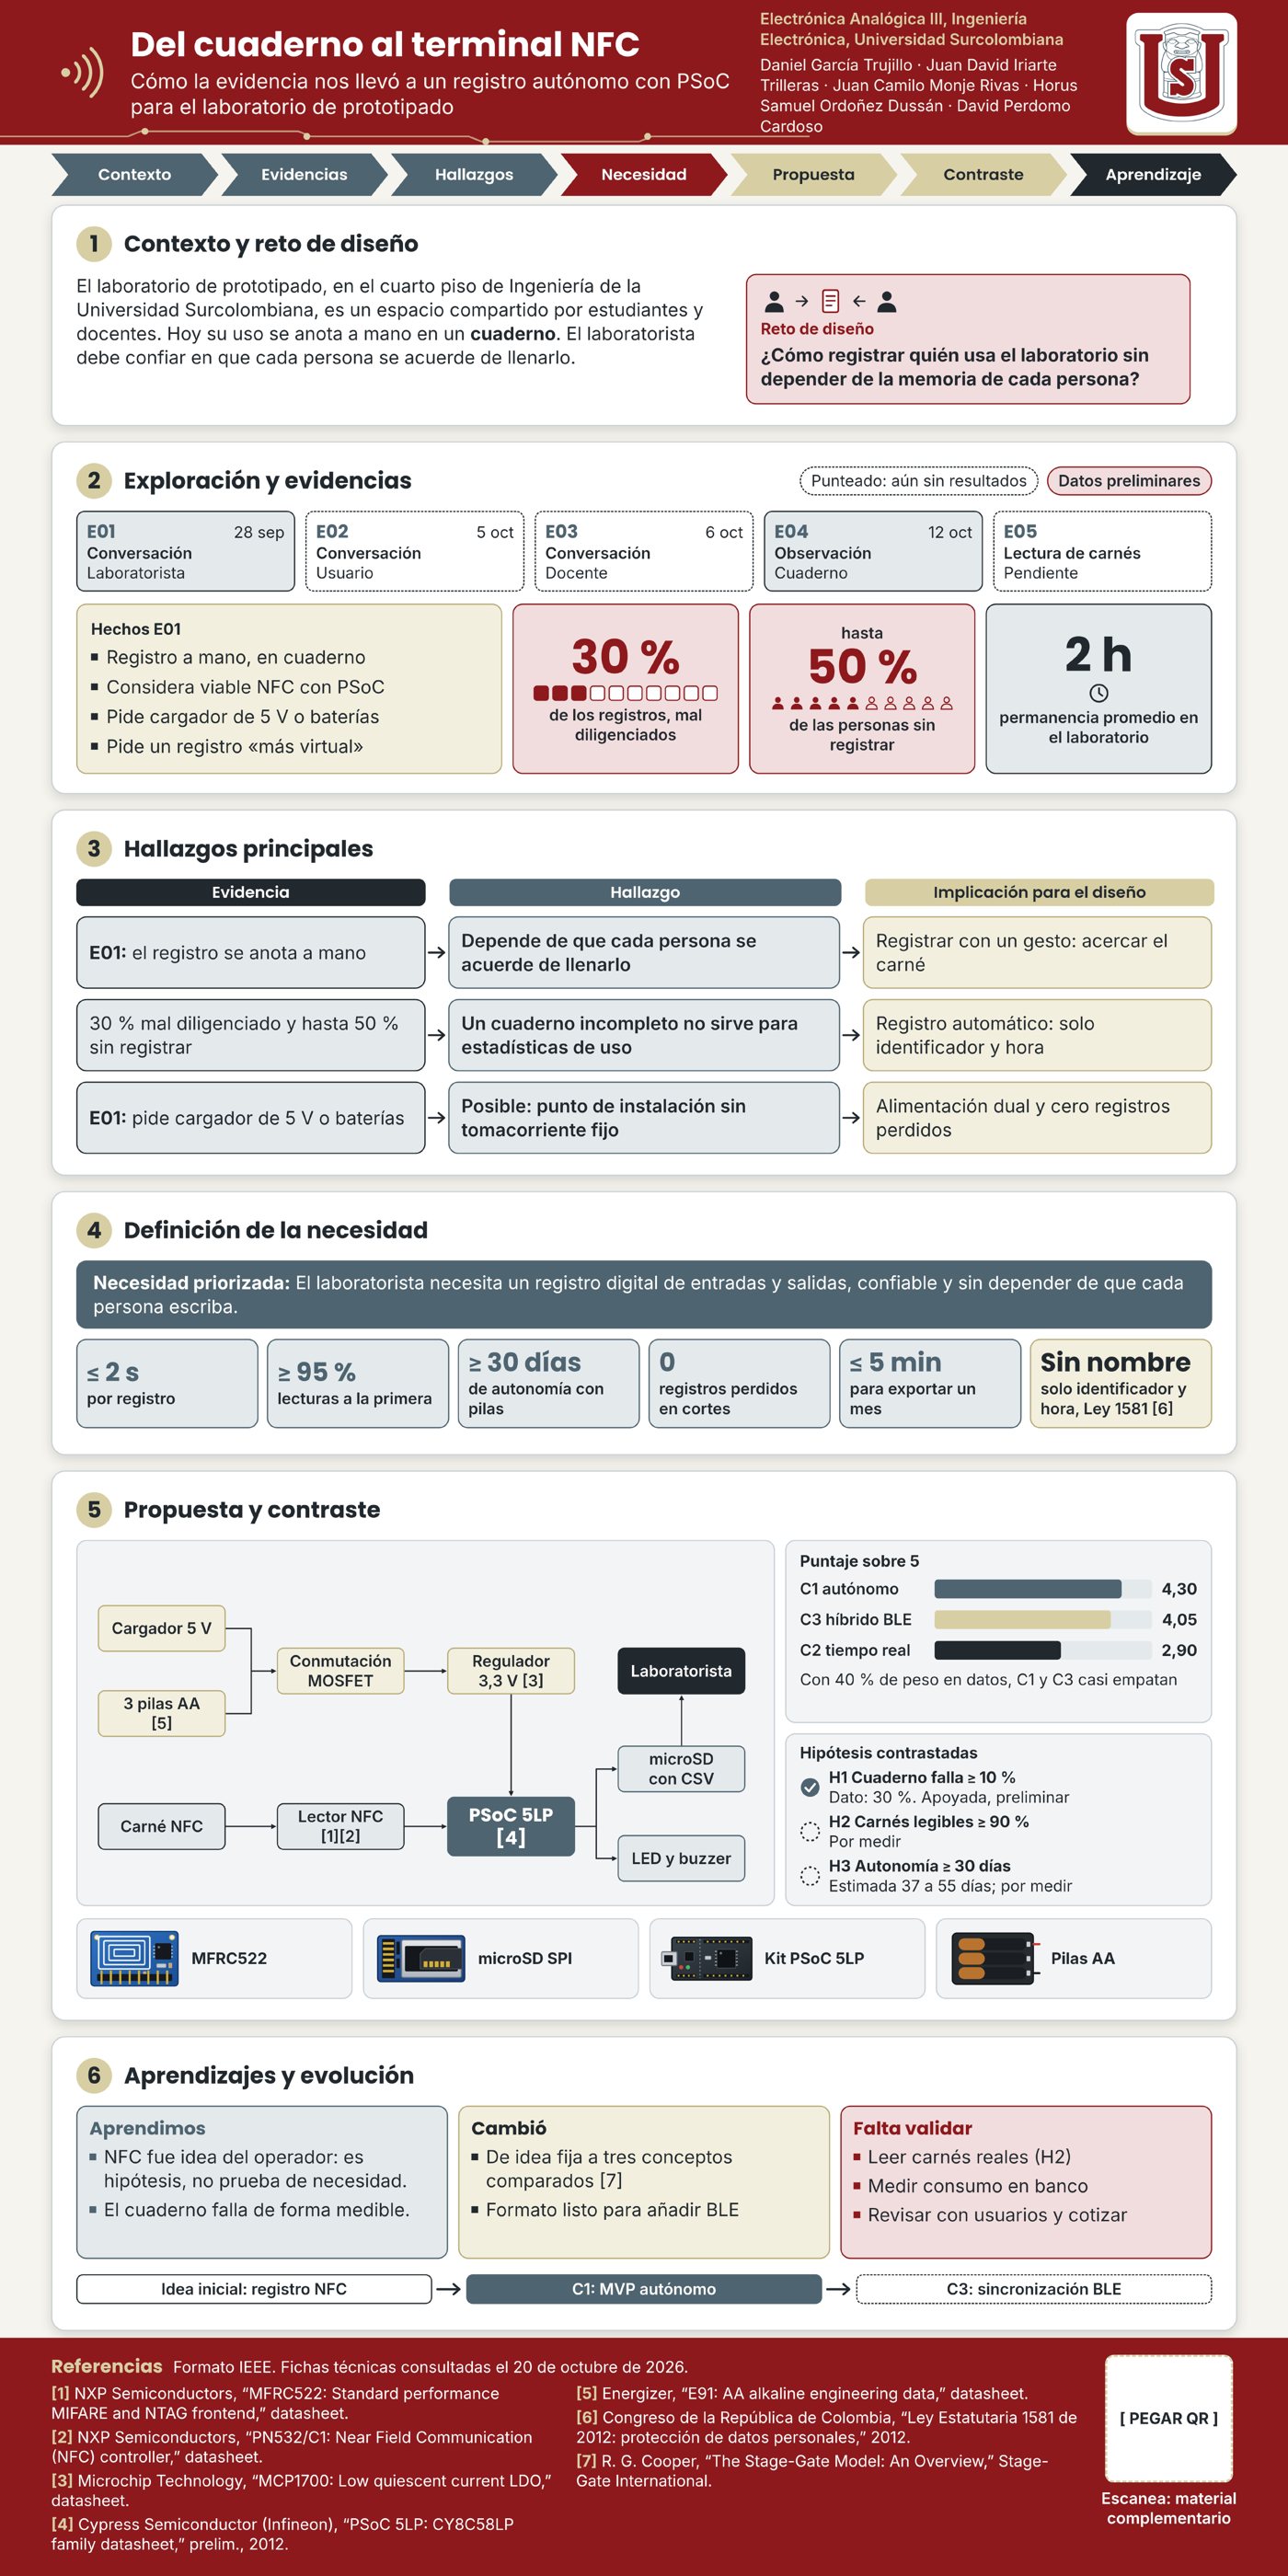 Del cuaderno al terminal NFC
Cómo la evidencia nos llevó a un registro autónomo con PSoC
para el laboratorio de prototipado
Electrónica Analógica III, Ingeniería
Electrónica, Universidad Surcolombiana
Daniel García Trujillo · Juan David Iriarte
Trilleras · Juan Camilo Monje Rivas · Horus
Samuel Ordoñez Dussán · David Perdomo
Cardoso
U S
Contexto
Evidencias
Hallazgos
Necesidad
Propuesta
Contraste
Aprendizaje
1 Contexto y reto de diseño
El laboratorio de prototipado, en el cuarto piso de Ingeniería de la
Universidad Surcolombiana, es un espacio compartido por estudiantes y
docentes. Hoy su uso se anota a mano en un cuaderno. El laboratorista
debe confiar en que cada persona se acuerde de llenarlo.
Reto de diseño
¿Cómo registrar quién usa el laboratorio sin
depender de la memoria de cada persona?
2 Exploración y evidencias
Punteado: aún sin resultados
Datos preliminares
E01 28 sep
Conversación
Laboratorista
E02 5 oct
Conversación
Usuario
E03 6 oct
Conversación
Docente
E04 12 oct
Observación
Cuaderno
E05
Lectura de carnés
Pendiente
Hechos E01
Registro a mano, en cuaderno
Considera viable NFC con PSoC
Pide cargador de 5 V o baterías
Pide un registro «más virtual»
30 %
de los registros, mal
diligenciados
hasta
50 %
de las personas sin
registrar
2 h
permanencia promedio en
el laboratorio
3 Hallazgos principales
Evidencia
Hallazgo
Implicación para el diseño
E01: el registro se anota a mano
Depende de que cada persona se
acuerde de llenarlo
Registrar con un gesto: acercar el
carné
30 % mal diligenciado y hasta 50 %
sin registrar
Un cuaderno incompleto no sirve para
estadísticas de uso
Registro automático: solo
identificador y hora
E01: pide cargador de 5 V o baterías
Posible: punto de instalación sin
tomacorriente fijo
Alimentación dual y cero registros
perdidos
4 Definición de la necesidad
Necesidad priorizada: El laboratorista necesita un registro digital de entradas y salidas, confiable y sin depender de que cada
persona escriba.
≤ 2 s
por registro
≥ 95 %
lecturas a la primera
≥ 30 días
de autonomía con
pilas
0
registros perdidos
en cortes
≤ 5 min
para exportar un
mes
Sin nombre
solo identificador y
hora, Ley 1581 [6]
5 Propuesta y contraste
Cargador 5 V
3 pilas AA
[5]
Conmutación
MOSFET
Regulador
3,3 V [3]
Laboratorista
microSD
con CSV
Carné NFC
Lector NFC
[1][2]
PSoC 5LP
[4]
LED y buzzer
Puntaje sobre 5
C1 autónomo 4,30
C3 híbrido BLE 4,05
C2 tiempo real 2,90
Con 40 % de peso en datos, C1 y C3 casi empatan
Hipótesis contrastadas
H1 Cuaderno falla ≥ 10 %
Dato: 30 %. Apoyada, preliminar
H2 Carnés legibles ≥ 90 %
Por medir
H3 Autonomía ≥ 30 días
Estimada 37 a 55 días; por medir
MFRC522
microSD SPI
Kit PSoC 5LP
Pilas AA
6 Aprendizajes y evolución
Aprendimos
NFC fue idea del operador: es
hipótesis, no prueba de necesidad.
El cuaderno falla de forma medible.
Cambió
De idea fija a tres conceptos
comparados [7]
Formato listo para añadir BLE
Falta validar
Leer carnés reales (H2)
Medir consumo en banco
Revisar con usuarios y cotizar
Idea inicial: registro NFC
C1: MVP autónomo
C3: sincronización BLE
Referencias Formato IEEE. Fichas técnicas consultadas el 20 de octubre de 2026.
[1] NXP Semiconductors, “MFRC522: Standard performance
MIFARE and NTAG frontend,” datasheet.
[2] NXP Semiconductors, “PN532/C1: Near Field Communication
(NFC) controller,” datasheet.
[3] Microchip Technology, “MCP1700: Low quiescent current LDO,”
datasheet.
[4] Cypress Semiconductor (Infineon), “PSoC 5LP: CY8C58LP
family datasheet,” prelim., 2012.
[5] Energizer, “E91: AA alkaline engineering data,” datasheet.
[6] Congreso de la República de Colombia, “Ley Estatutaria 1581 de
2012: protección de datos personales,” 2012.
[7] R. G. Cooper, “The Stage-Gate Model: An Overview,” Stage-
Gate International.
[ PEGAR QR ]
Escanea: material
complementario